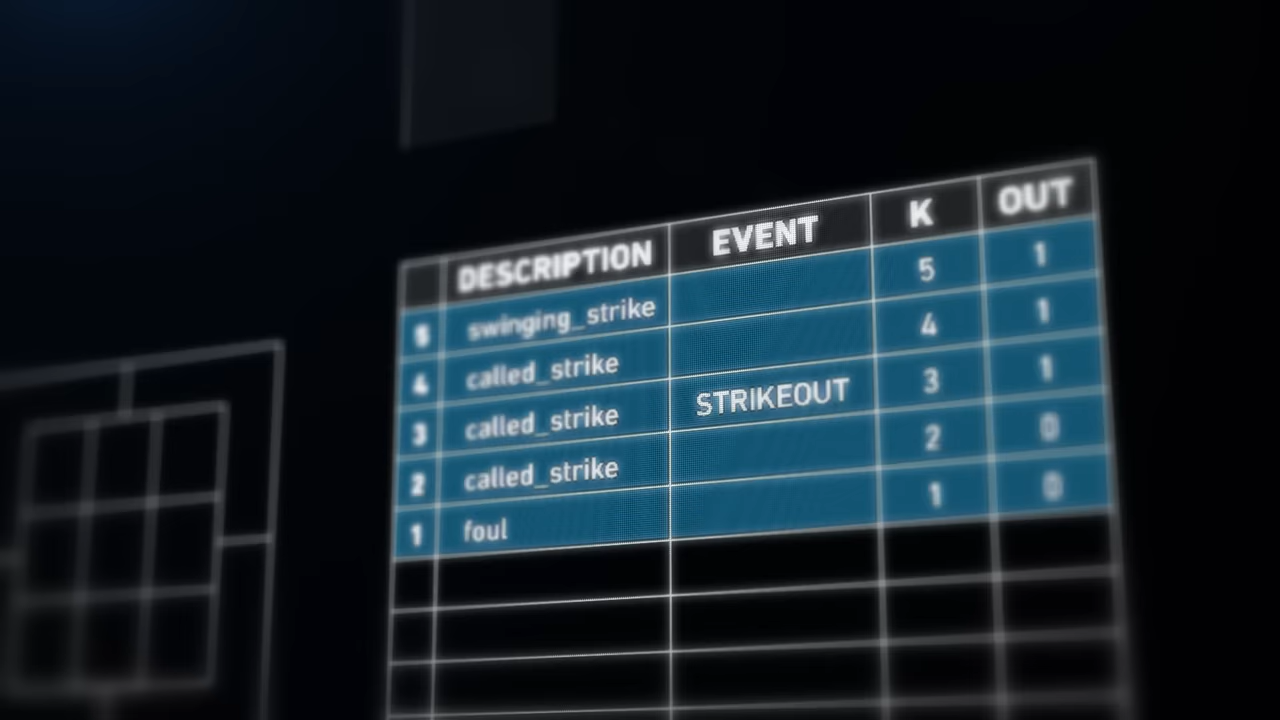 DESCRIPTION EVENT K OUT
5 swinging_strike 5 1
4 called_strike 4 1
3 called_strike STRIKEOUT 3 1
2 called_strike 2 0
1 foul 1 0